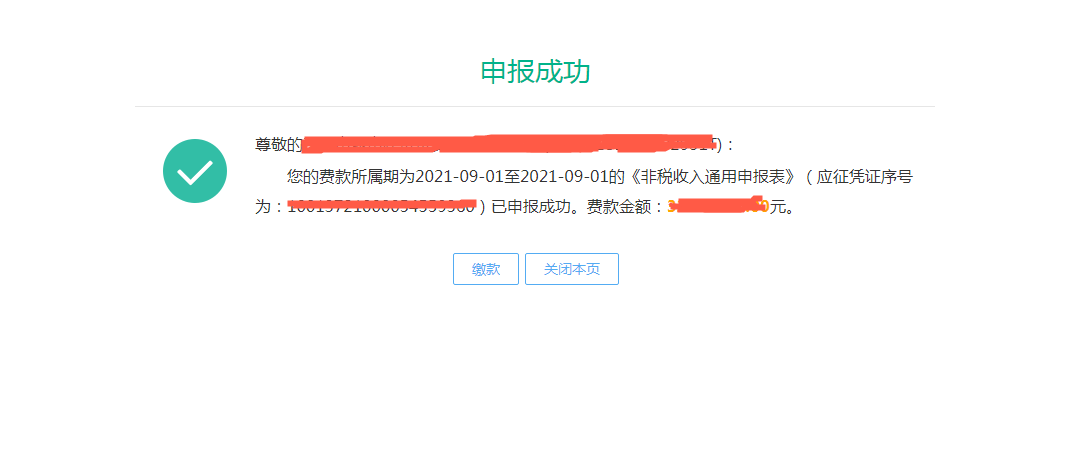 申报成功
尊敬的):
您的费款所属期为2021-09-01至2021-09-01的《非税收入通用申报表》(应征凭证序号
为:)已申报成功。费款金额:元。
缴款 关闭本页